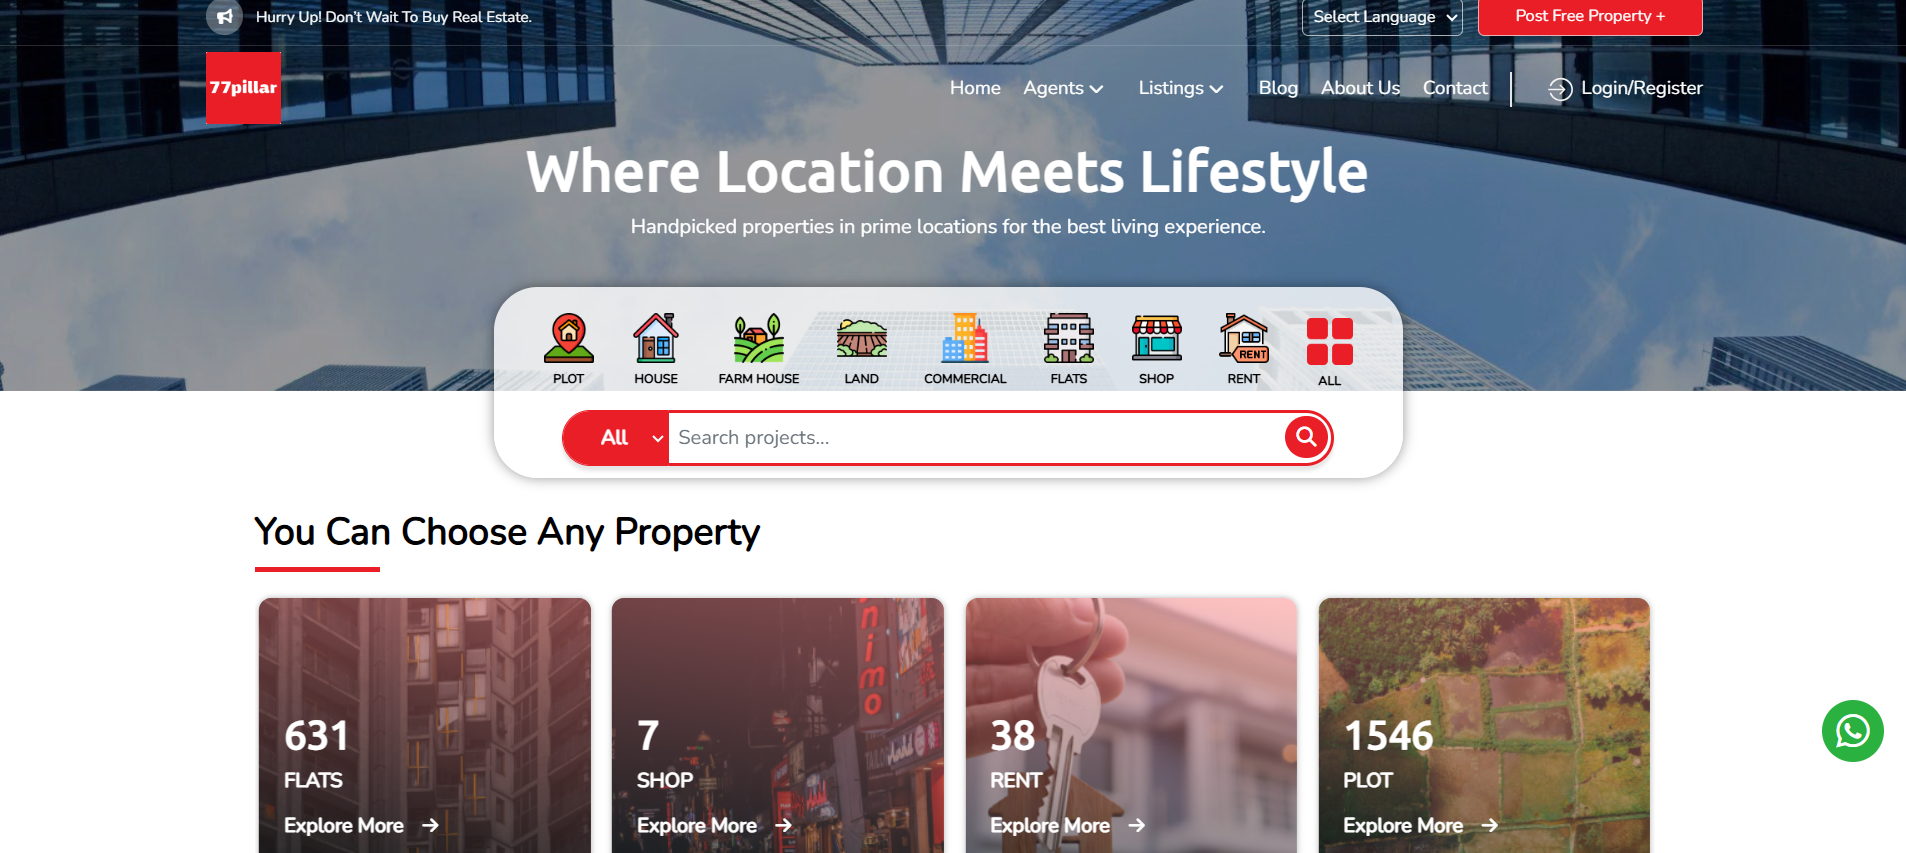 Hurry Up! Don't Wait To Buy Real Estate.
Select Language
Post Free Property +
77pillar
Home
Agents
Listings
Blog
About Us
Contact
Login/Register
Where Location Meets Lifestyle
Handpicked properties in prime locations for the best living experience.
PLOT
HOUSE
FARM HOUSE
LAND
COMMERCIAL
FLATS
SHOP
RENT
RENT
ALL
All
Search projects...
You Can Choose Any Property
631
FLATS
Explore More
7
SHOP
Explore More
38
RENT
Explore More
1546
PLOT
Explore More